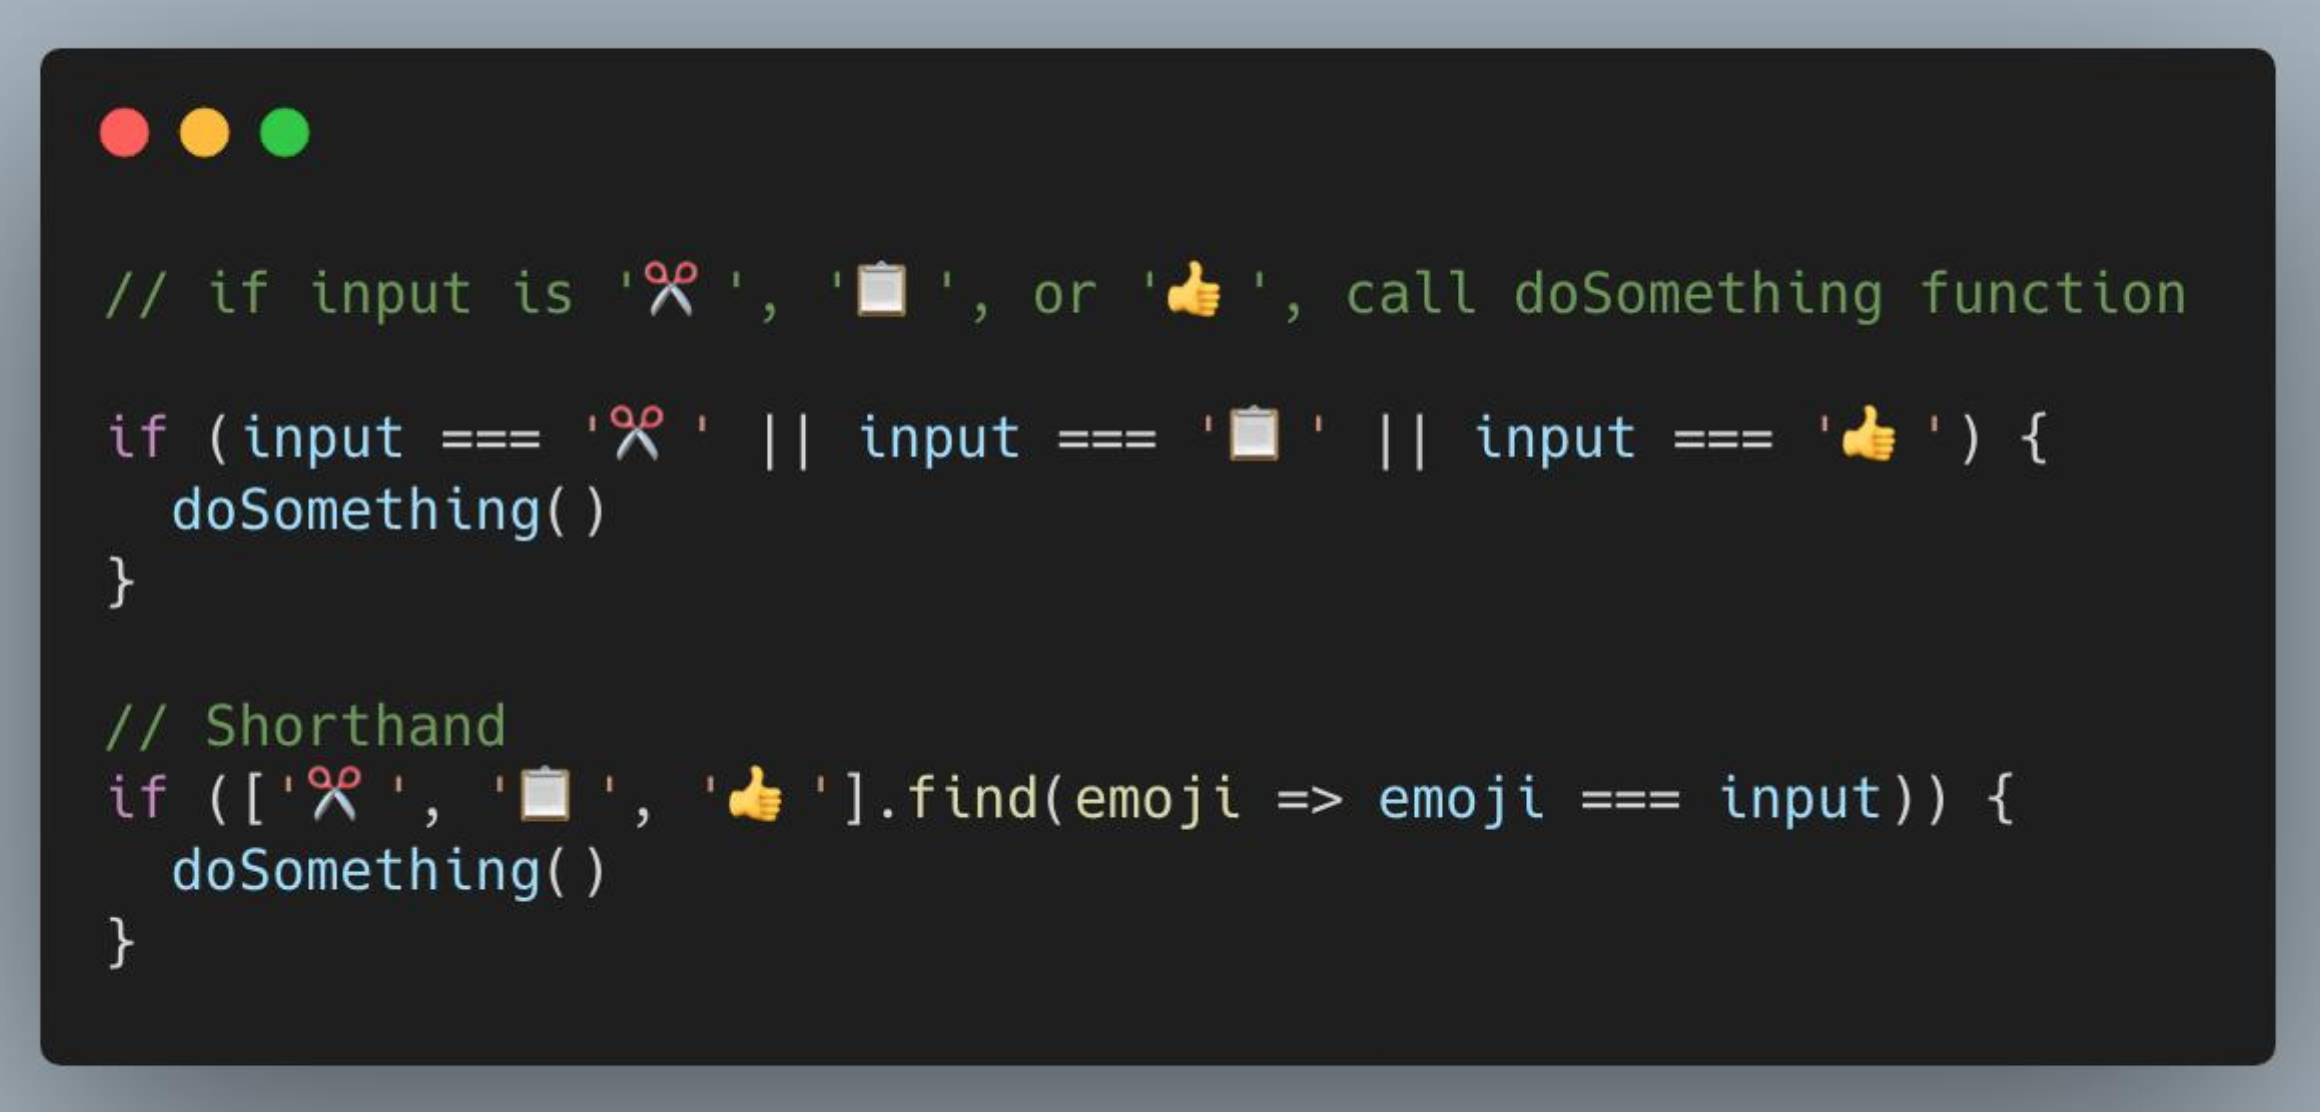 // if input is '✂️', '📋', or '👍', call doSomething function
if (input === '✂️' || input === '📋' || input === '👍') {
  doSomething()
}
// Shorthand
if (['✂️', '📋', '👍'].find(emoji => emoji === input)) {
  doSomething()
}